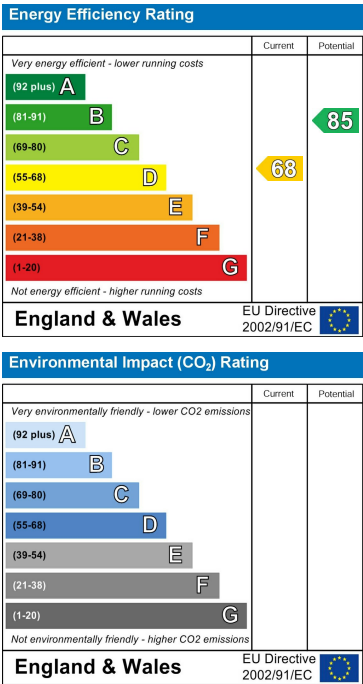 Energy Efficiency Rating
Current Potential
Very energy efficient - lower running costs
(92 plus) A
(81-91) B
85
(69-80) C
(55-68) D
68
(39-54) E
(21-38) F
(1-20) G
Not energy efficient - higher running costs
England & Wales
EU Directive
2002/91/EC
Environmental Impact (CO₂) Rating
Current Potential
Very environmentally friendly - lower CO2 emissions
(92 plus) A
(81-91) B
(69-80) C
(55-68) D
(39-54) E
(21-38) F
(1-20) G
Not environmentally friendly - higher CO2 emissions
England & Wales
EU Directive
2002/91/EC